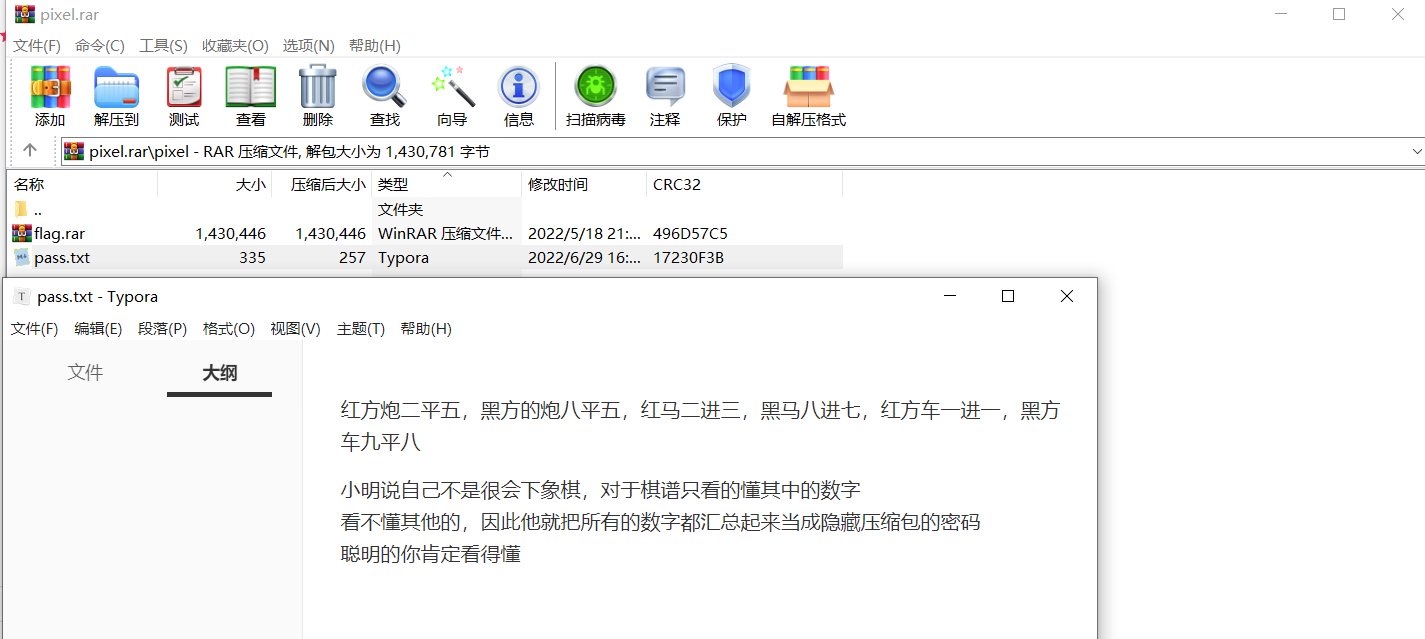 pixel.rar
文件(F) 命令(C) 工具(S) 收藏夹(O) 选项(N) 帮助(H)
添加 解压到 测试 查看 删除 查找 向导 信息 扫描病毒 注释 保护 自解压格式
pixel.rar\pixel - RAR 压缩文件, 解包大小为 1,430,781 字节
名称 大小 压缩后大小 类型 修改时间 CRC32
.. 文件夹
flag.rar 1,430,446 1,430,446 WinRAR 压缩文件... 2022/5/18 21:... 496D57C5
pass.txt 335 257 Typora 2022/6/29 16:... 17230F3B
T pass.txt - Typora
文件(F) 编辑(E) 段落(P) 格式(O) 视图(V) 主题(T) 帮助(H)
文件 大纲
红方炮二平五，黑方的炮八平五，红马二进三，黑马八进七，红方车一进一，黑方
车九平八
小明说自己不是很会下象棋，对于棋谱只看的懂其中的数字
看不懂其他的，因此他就把所有的数字都汇总起来当成隐藏压缩包的密码
聪明的你肯定看得懂